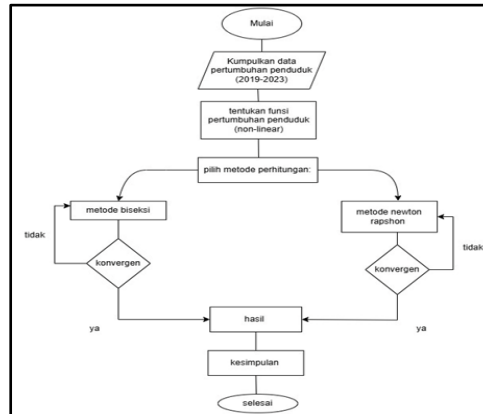 Mulai
Kumpulkan data
pertumbuhan penduduk
(2019-2023)
tentukan funsi
pertumbuhan penduduk
(non-linear)
pilih metode perhitungan:
metode biseksi
metode newton
rapshon
tidak
tidak
konvergen
konvergen
ya
hasil
ya
kesimpulan
selesai